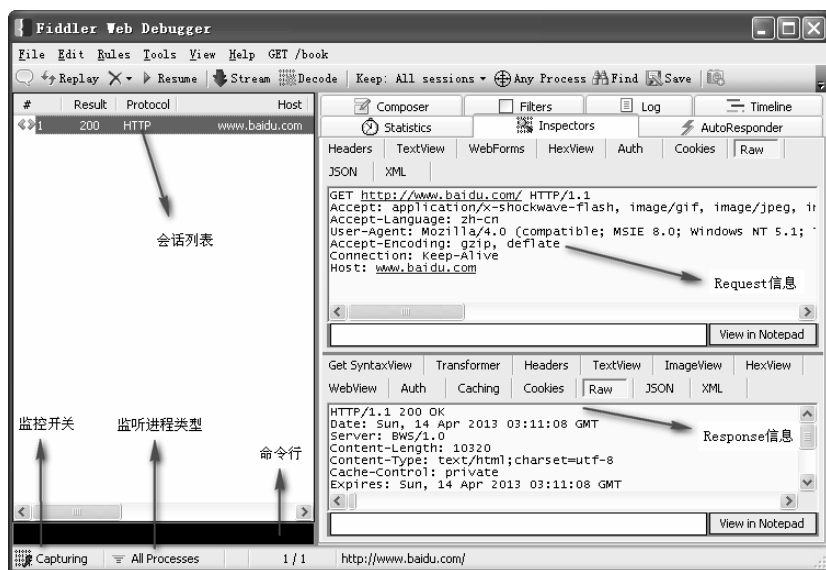 Fiddler Web Debugger
File Edit Rules Tools View Help GET /book
Replay Resume Stream Decode Keep: All sessions Any Process Find Save
# Result Protocol Host
1 200 HTTP www.baidu.com
会话列表
监控开关
监听进程类型
命令行
Composer Filters Log Timeline
Statistics Inspectors AutoResponder
Headers TextView WebForms HexView Auth Cookies Raw
JSON XML
GET http://www.baidu.com/ HTTP/1.1
Accept: application/x-shockwave-flash, image/gif, image/jpeg,
Accept-Language: zh-cn
User-Agent: Mozilla/4.0 (compatible; MSIE 8.0; Windows NT 5.1;
Accept-Encoding: gzip, deflate
Connection: Keep-Alive
Host: www.baidu.com
Request信息
View in Notepad
Get SyntaxView Transformer Headers TextView ImageView HexView
WebView Auth Caching Cookies Raw JSON XML
HTTP/1.1 200 OK
Date: Sun, 14 Apr 2013 03:11:08 GMT
Server: BWS/1.0
Content-Length: 10320
Content-Type: text/html;charset=utf-8
Cache-Control: private
Expires: Sun, 14 Apr 2013 03:11:08 GMT
Response信息
View in Notepad
Capturing All Processes 1 / 1 http://www.baidu.com/